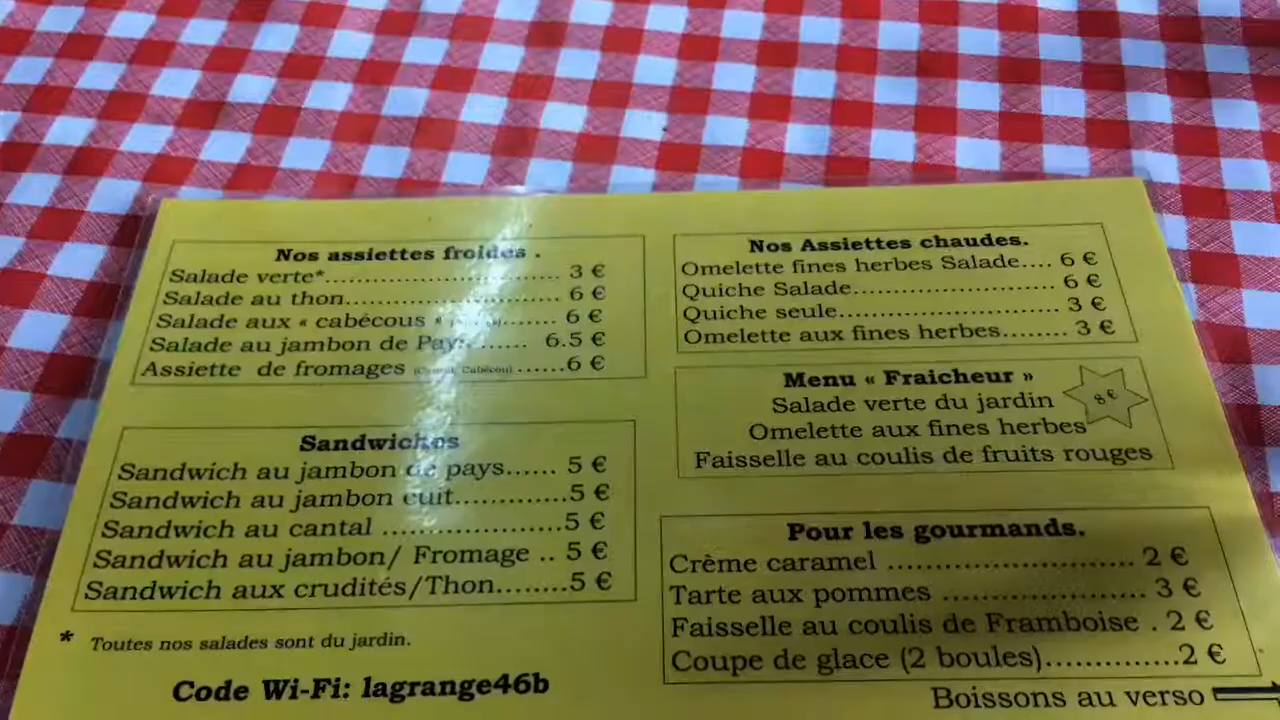 Nos assiettes froides .
Salade verte*............................... 3 €
Salade au thon............................ 6 €
Salade aux « cabécous » ....... 6 €
Salade au jambon de Pays....... 6.5 €
Assiette de fromages (Cantal, Cabécou) ......6 €
Sandwiches
Sandwich au jambon de pays...... 5 €
Sandwich au jambon cuit............5 €
Sandwich au cantal ...................5 €
Sandwich au jambon/ Fromage .. 5 €
Sandwich aux crudités/Thon........5 €
* Toutes nos salades sont du jardin.
Code Wi-Fi: lagrange46b
Nos Assiettes chaudes.
Omelette fines herbes Salade.... 6 €
Quiche Salade.......................... 6 €
Quiche seule............................ 3 €
Omelette aux fines herbes........ 3 €
Menu « Fraicheur »
8 €
Salade verte du jardin
Omelette aux fines herbes
Faisselle au coulis de fruits rouges
Pour les gourmands.
Crème caramel .......................... 2 €
Tarte aux pommes ..................... 3 €
Faisselle au coulis de Framboise . 2 €
Coupe de glace (2 boules)..............2 €
Boissons au verso